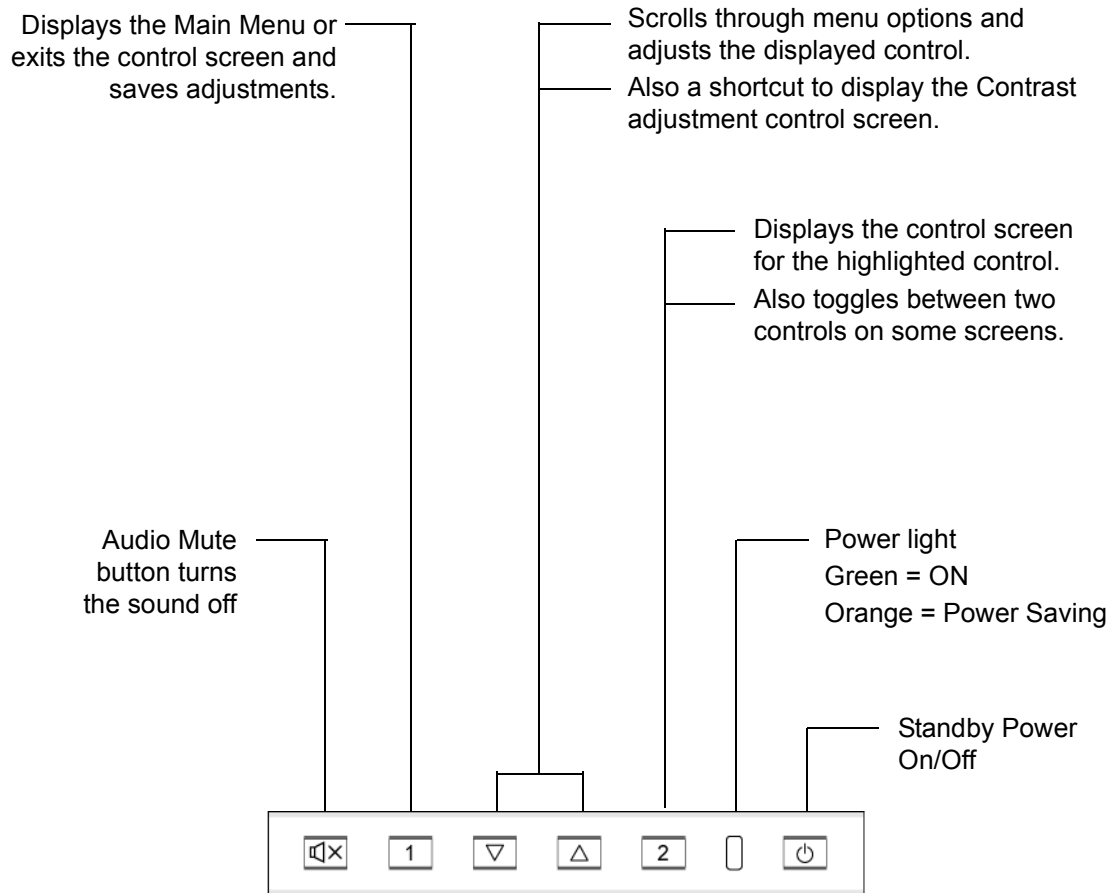 Displays the Main Menu or
exits the control screen and
saves adjustments.
Scrolls through menu options and
adjusts the displayed control.
Also a shortcut to display the Contrast
adjustment control screen.
Displays the control screen
for the highlighted control.
Also toggles between two
controls on some screens.
Audio Mute
button turns
the sound off
Power light
Green = ON
Orange = Power Saving
Standby Power
On/Off
1
2